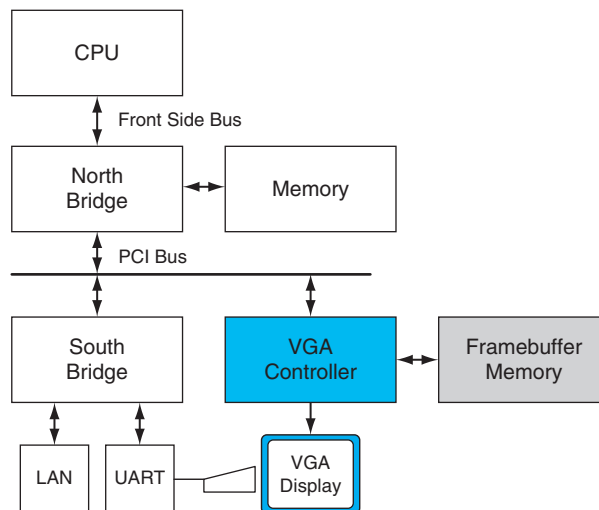 CPU
Front Side Bus
North
Bridge
Memory
PCI Bus
South
Bridge
VGA
Controller
Framebuffer
Memory
LAN
UART
VGA
Display